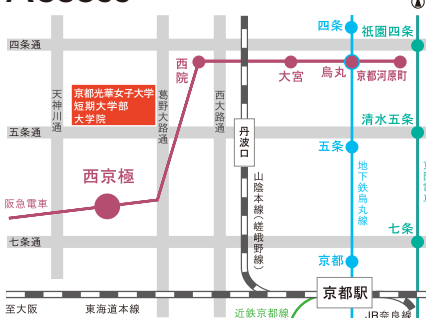 四条
祇園四条
四条通
西院
大宮
烏丸
京都河原町
天神川通
京都光華女子大学
短期大学部
大学院
葛野大路通
西大路通
丹波口
清水五条
五条通
五条
西京極
阪急電車
山陰本線(嵯峨野線)
地下鉄烏丸線
七条
七条通
京都
京都駅
至大阪
東海道本線
近鉄京都線
JR奈良線